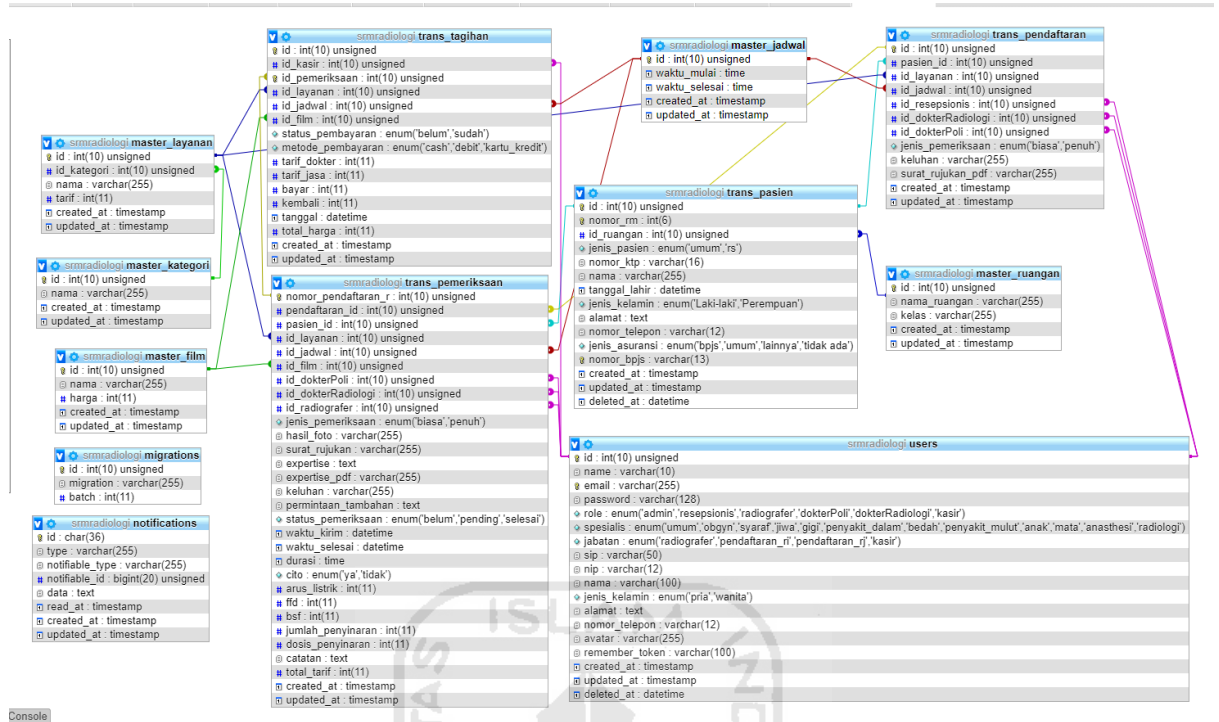 srmradiologi trans_tagihan
id : int(10) unsigned
id_kasir : int(10) unsigned
id_pemeriksaan : int(10) unsigned
id_layanan : int(10) unsigned
id_jadwal : int(10) unsigned
id_film : int(10) unsigned
status_pembayaran : enum('belum','sudah')
metode_pembayaran : enum('cash','debit','kartu_kredit')
tarif_dokter : int(11)
tarif_jasa : int(11)
bayar : int(11)
kembali : int(11)
tanggal : datetime
total_harga : int(11)
created_at : timestamp
updated_at : timestamp
srmradiologi master_jadwal
id : int(10) unsigned
waktu_mulai : time
waktu_selesai : time
created_at : timestamp
updated_at : timestamp
srmradiologi trans_pendaftaran
id : int(10) unsigned
pasien_id : int(10) unsigned
id_layanan : int(10) unsigned
id_jadwal : int(10) unsigned
id_resepsionis : int(10) unsigned
id_dokterRadiologi : int(10) unsigned
id_dokterPoli : int(10) unsigned
jenis_pemeriksaan : enum('biasa','penuh')
keluhan : varchar(255)
surat_rujukan_pdf : varchar(255)
created_at : timestamp
updated_at : timestamp
srmradiologi master_layanan
id : int(10) unsigned
id_kategori : int(10) unsigned
nama : varchar(255)
tarif : int(11)
created_at : timestamp
updated_at : timestamp
srmradiologi trans_pasien
id : int(10) unsigned
nomor_rm : int(6)
id_ruangan : int(10) unsigned
jenis_pasien : enum('umum','rs')
nomor_ktp : varchar(16)
nama : varchar(255)
tanggal_lahir : datetime
jenis_kelamin : enum('Laki-laki','Perempuan')
alamat : text
nomor_telepon : varchar(12)
jenis_asuransi : enum('bpjs','umum','lainnya','tidak ada')
nomor_bpjs : varchar(13)
created_at : timestamp
updated_at : timestamp
deleted_at : datetime
srmradiologi master_kategori
id : int(10) unsigned
nama : varchar(255)
created_at : timestamp
updated_at : timestamp
srmradiologi master_ruangan
id : int(10) unsigned
nama_ruangan : varchar(255)
kelas : varchar(255)
created_at : timestamp
updated_at : timestamp
srmradiologi trans_pemeriksaan
nomor_pendaftaran_r : int(10) unsigned
pendaftaran_id : int(10) unsigned
pasien_id : int(10) unsigned
id_layanan : int(10) unsigned
id_jadwal : int(10) unsigned
id_film : int(10) unsigned
id_dokterPoli : int(10) unsigned
id_dokterRadiologi : int(10) unsigned
id_radiografer : int(10) unsigned
jenis_pemeriksaan : enum('biasa','penuh')
hasil_foto : varchar(255)
surat_rujukan : varchar(255)
expertise : text
expertise_pdf : varchar(255)
keluhan : varchar(255)
permintaan_tambahan : text
status_pemeriksaan : enum('belum','pending','selesai')
waktu_kirim : datetime
waktu_selesai : datetime
durasi : time
cito : enum('ya','tidak')
arus_listrik : int(11)
ffd : int(11)
bsf : int(11)
jumlah_penyinaran : int(11)
dosis_penyinaran : int(11)
catatan : text
total_tarif : int(11)
created_at : timestamp
updated_at : timestamp
srmradiologi master_film
id : int(10) unsigned
nama : varchar(255)
harga : int(11)
created_at : timestamp
updated_at : timestamp
srmradiologi migrations
id : int(10) unsigned
migration : varchar(255)
batch : int(11)
srmradiologi notifications
id : char(36)
type : varchar(255)
notifiable_type : varchar(255)
notifiable_id : bigint(20) unsigned
data : text
read_at : timestamp
created_at : timestamp
updated_at : timestamp
srmradiologi users
id : int(10) unsigned
name : varchar(10)
email : varchar(255)
password : varchar(128)
role : enum('admin','resepsionis','radiografer','dokterPoli','dokterRadiologi','kasir')
spesialis : enum('umum','obgyn','syaraf','jiwa','gigi','penyakit_dalam','bedah','penyakit_mulut','anak','mata','anasthesi','radiologi')
jabatan : enum('radiografer','pendaftaran_ri','pendaftaran_rj','kasir')
sip : varchar(50)
nip : varchar(12)
nama : varchar(100)
jenis_kelamin : enum('pria','wanita')
alamat : text
nomor_telepon : varchar(12)
avatar : varchar(255)
remember_token : varchar(100)
created_at : timestamp
updated_at : timestamp
deleted_at : datetime
Console